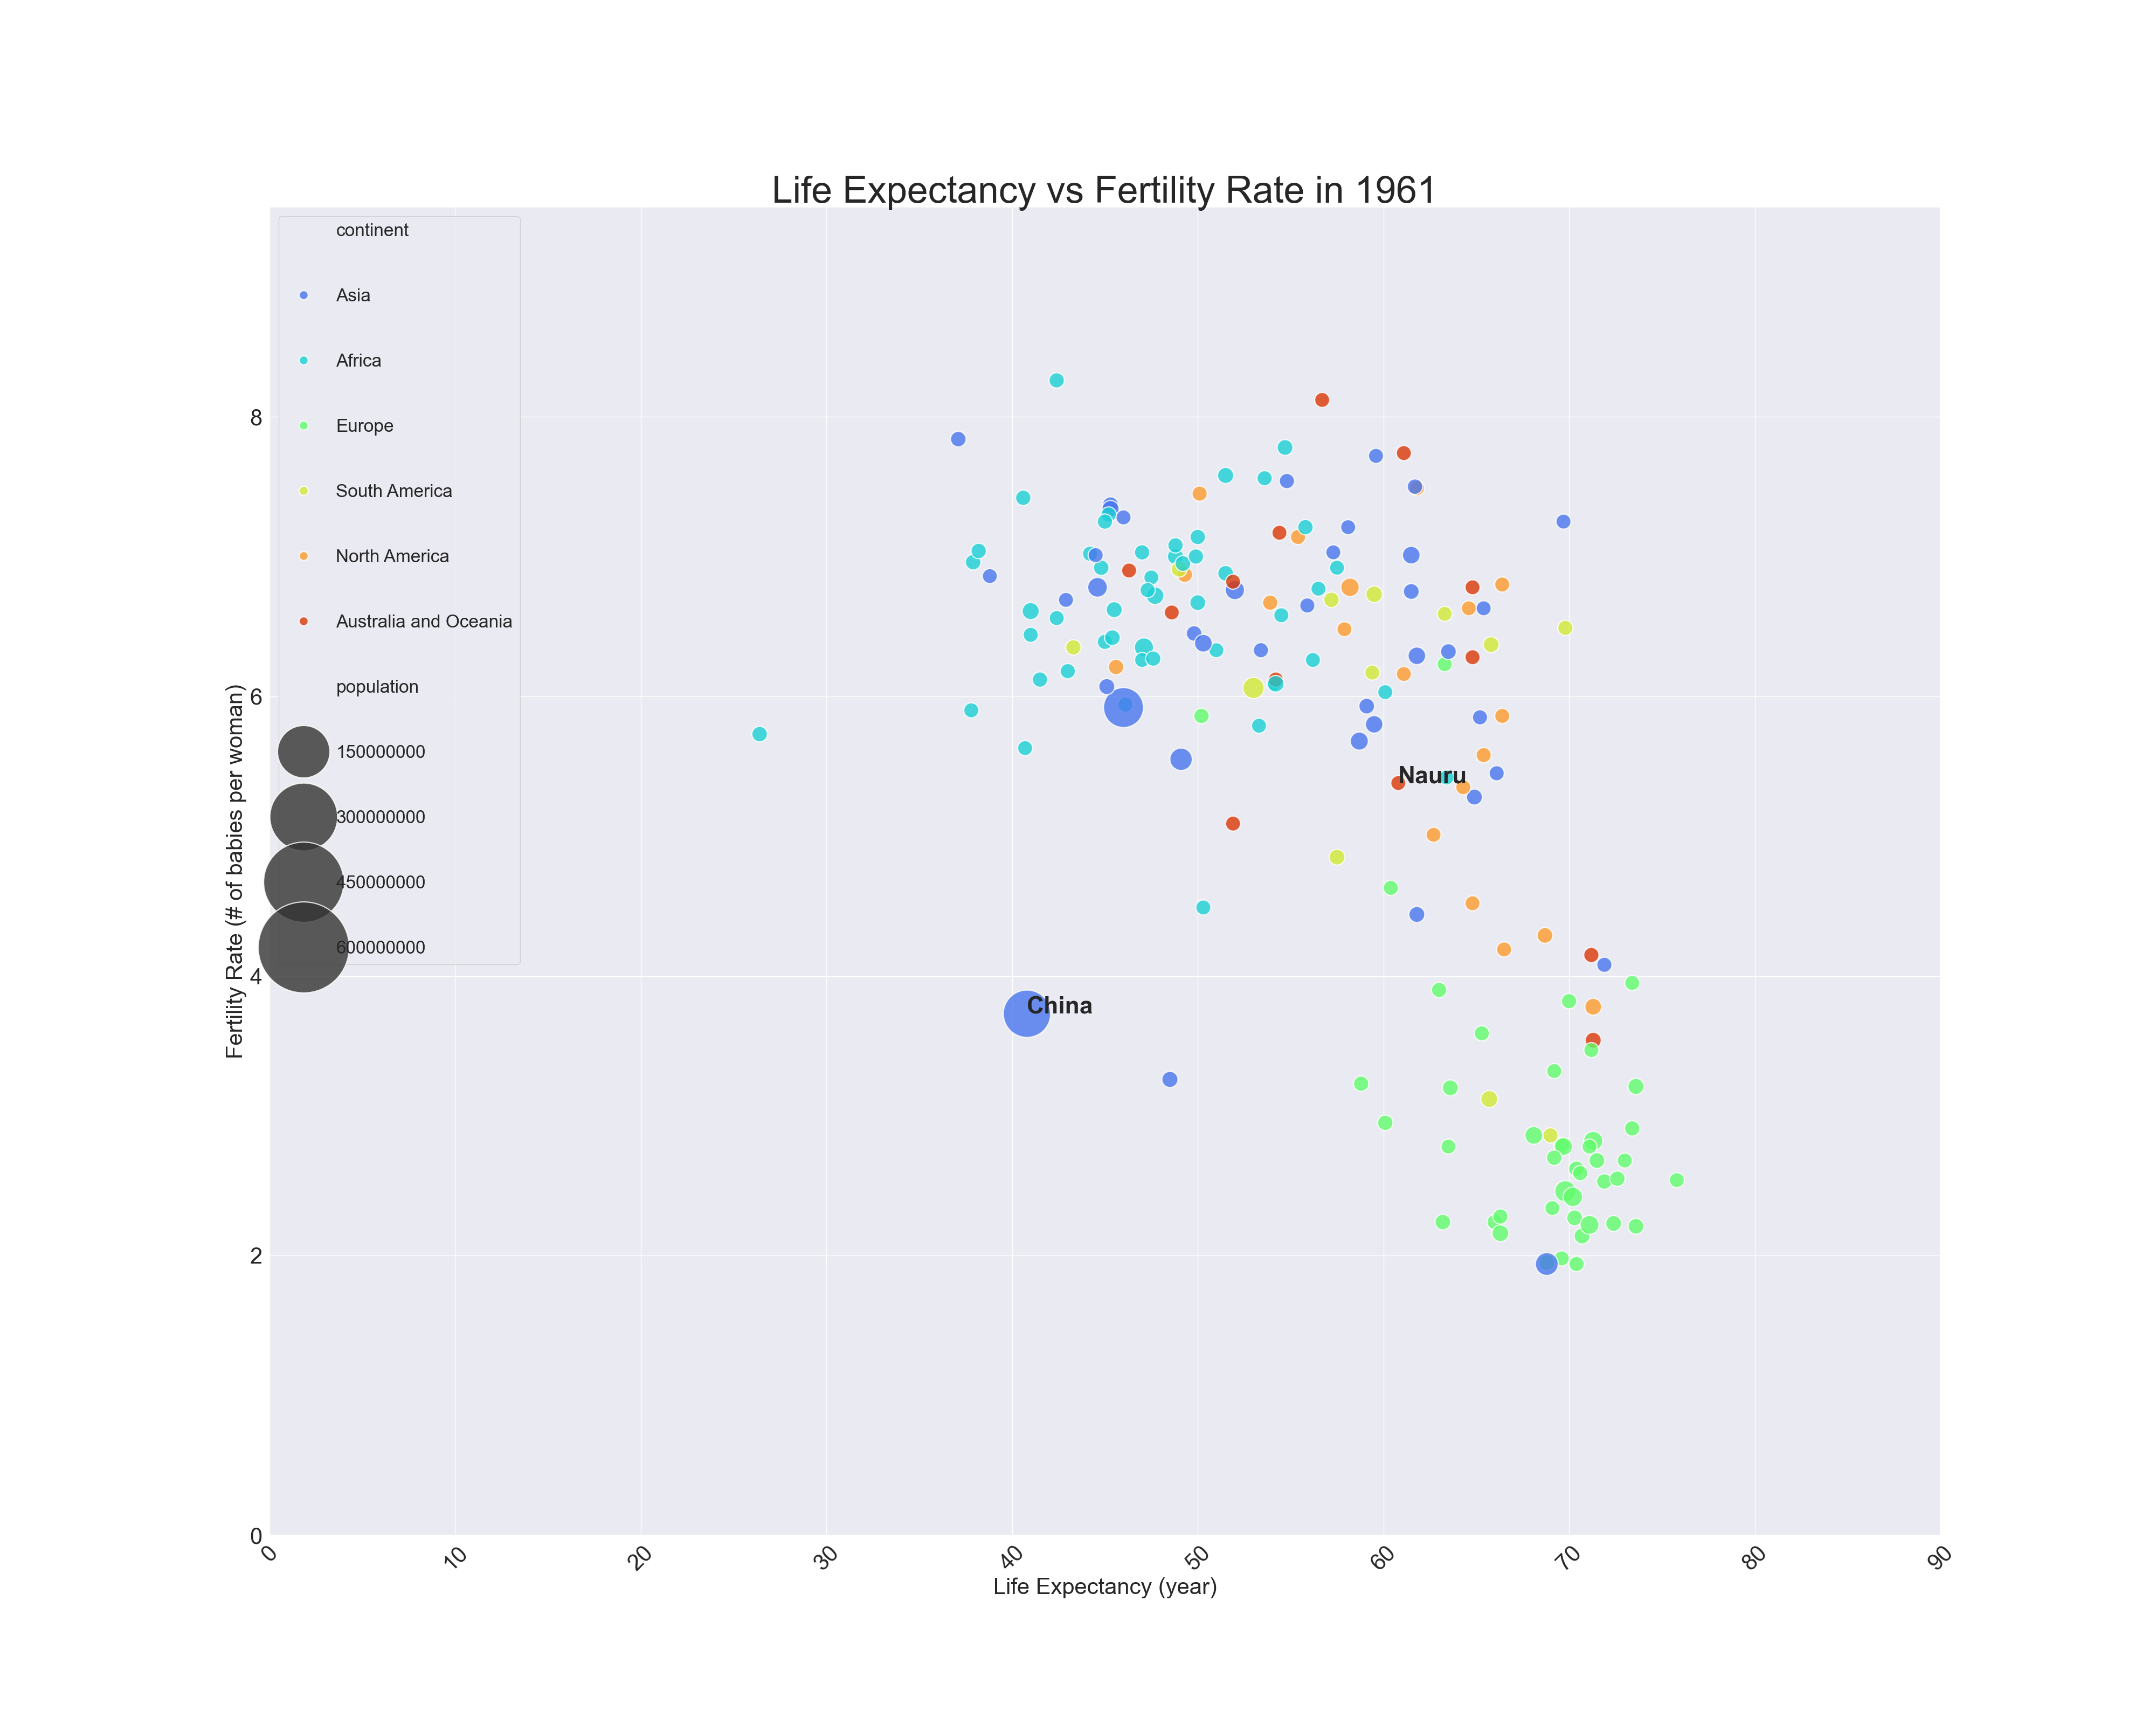 Life Expectancy vs Fertility Rate in 1961
continent
Asia
Africa
Europe
South America
North America
Australia and Oceania
population
150000000
300000000
450000000
600000000
Fertility Rate (# of babies per woman)
8
6
4
2
0
Nauru
China
0
10
20
30
40
50
60
70
80
90
Life Expectancy (year)